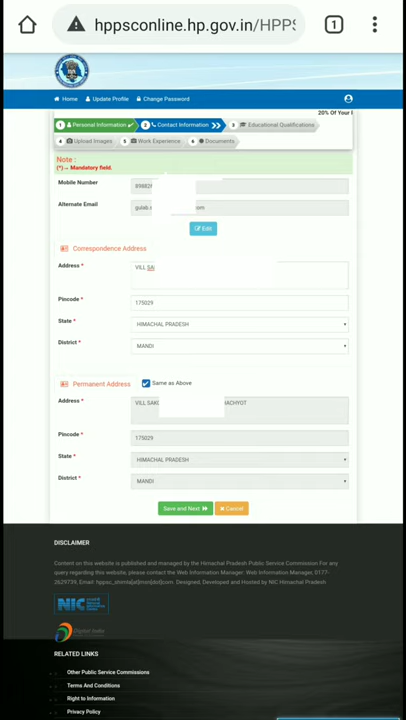 hppsconline.hp.gov.in/HPPS
1
Home Update Profile Change Password
20% Of Your I
1 Personal Information 2 Contact Information 3 Educational Qualifications
4 Upload Images 5 Work Experience 6 Documents
Note :
(*) -- Mandatory field.
Mobile Number
Alternate Email
Edit
Correspondence Address
Address * VILL
Pincode * 175029
State * HIMACHAL PRADESH
District * MANDI
Permanent Address Same as Above
Address * VILL
Pincode * 175029
State * HIMACHAL PRADESH
District * MANDI
Save and Next Cancel
DISCLAIMER
Content on this website is published and managed by the Himachal Pradesh Public Service Commission For any
query regarding this website, please contact the Web Information Manager: Web Information Manager, 0177-
2629739, Email: hppsc_shimla[at]msn[dot]com. Designed, Developed and Hosted by NIC Himachal Pradesh
NIC
RELATED LINKS
Other Public Service Commissions
Terms And Conditions
Right to Information
Privacy Policy